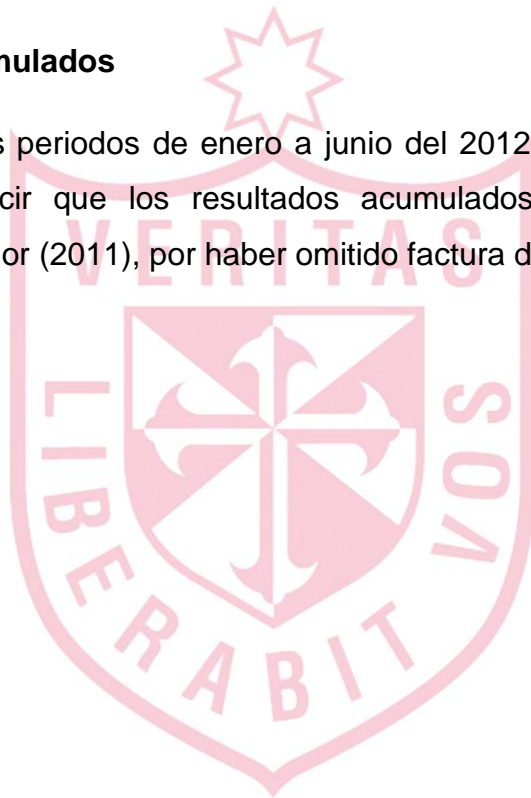 mulados
s periodos de enero a junio del 2012
cir que los resultados acumulados
or (2011), por haber omitido factura d
VERITAS
LIBERABIT VOS